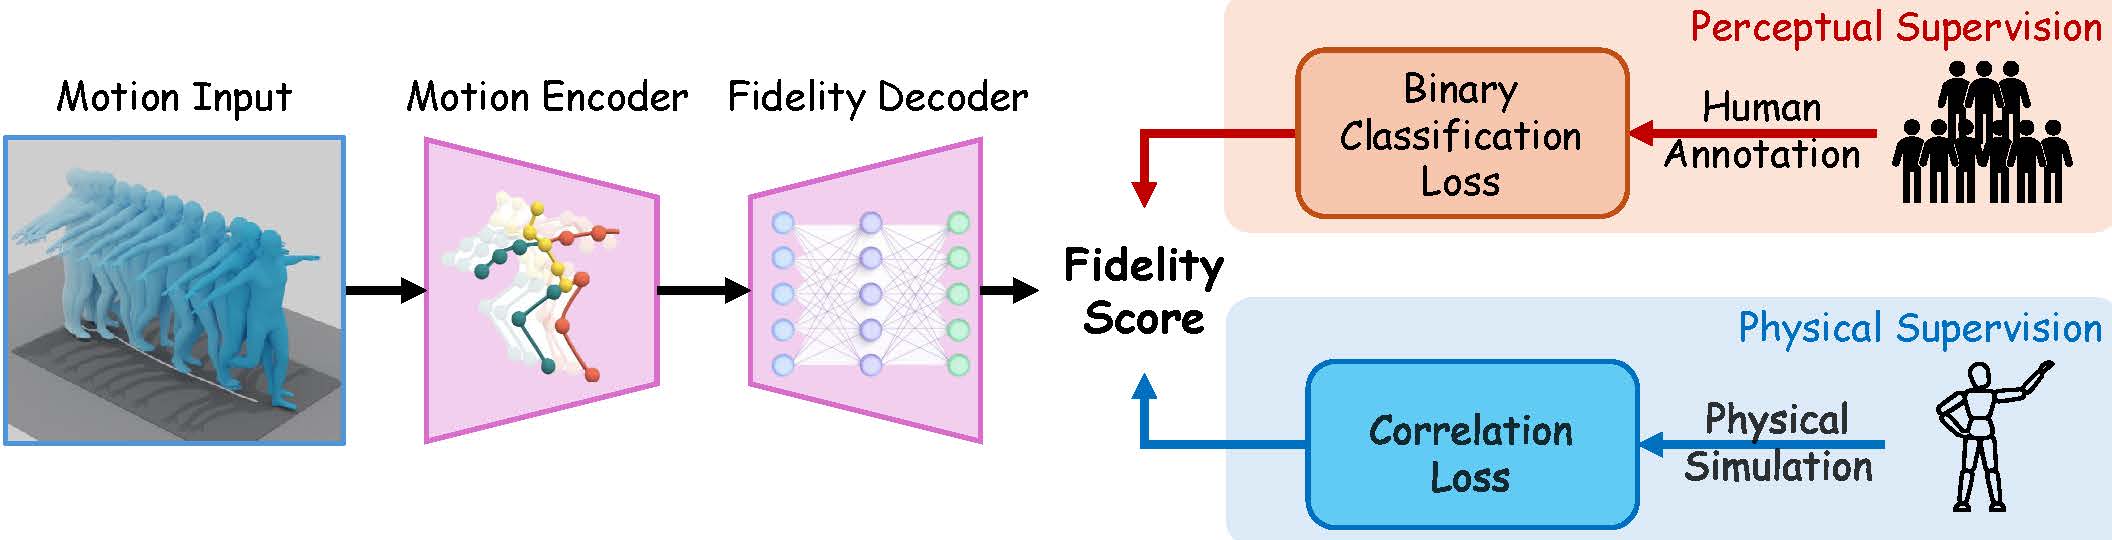 Motion Input
Motion Encoder
Fidelity Decoder
Fidelity
Score
Perceptual Supervision
Binary
Classification
Loss
Human
Annotation
Physical Supervision
Correlation
Loss
Physical
Simulation